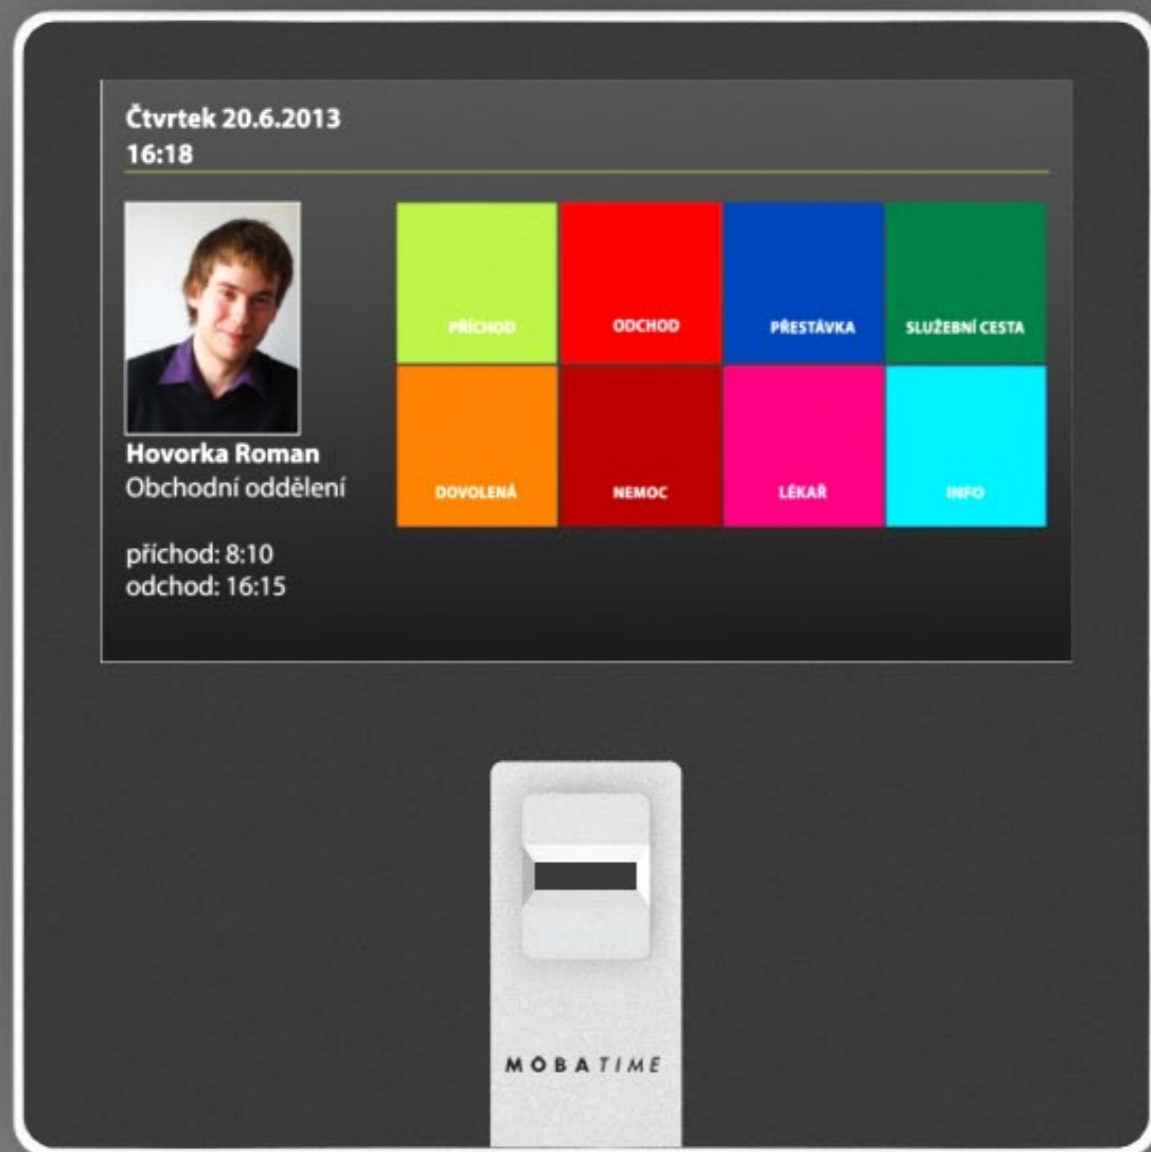 Čtvrtek 20.6.2013
16:18
PŘÍCHOD
ODCHOD
PŘESTÁVKA
SLUŽEBNÍ CESTA
DOVOLENÁ
NEMOC
LÉKAŘ
INFO
Hovorka Roman
Obchodní oddělení
příchod: 8:10
odchod: 16:15
MOBATIME